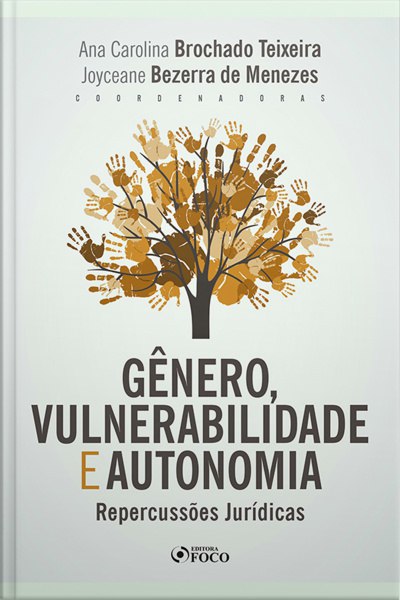 Ana Carolina Brochado Teixeira
Joyceane Bezerra de Menezes
COORDENADORAS
GÊNERO,
VULNERABILIDADE
E AUTONOMIA
Repercussões Jurídicas
EDITORA
FOCO